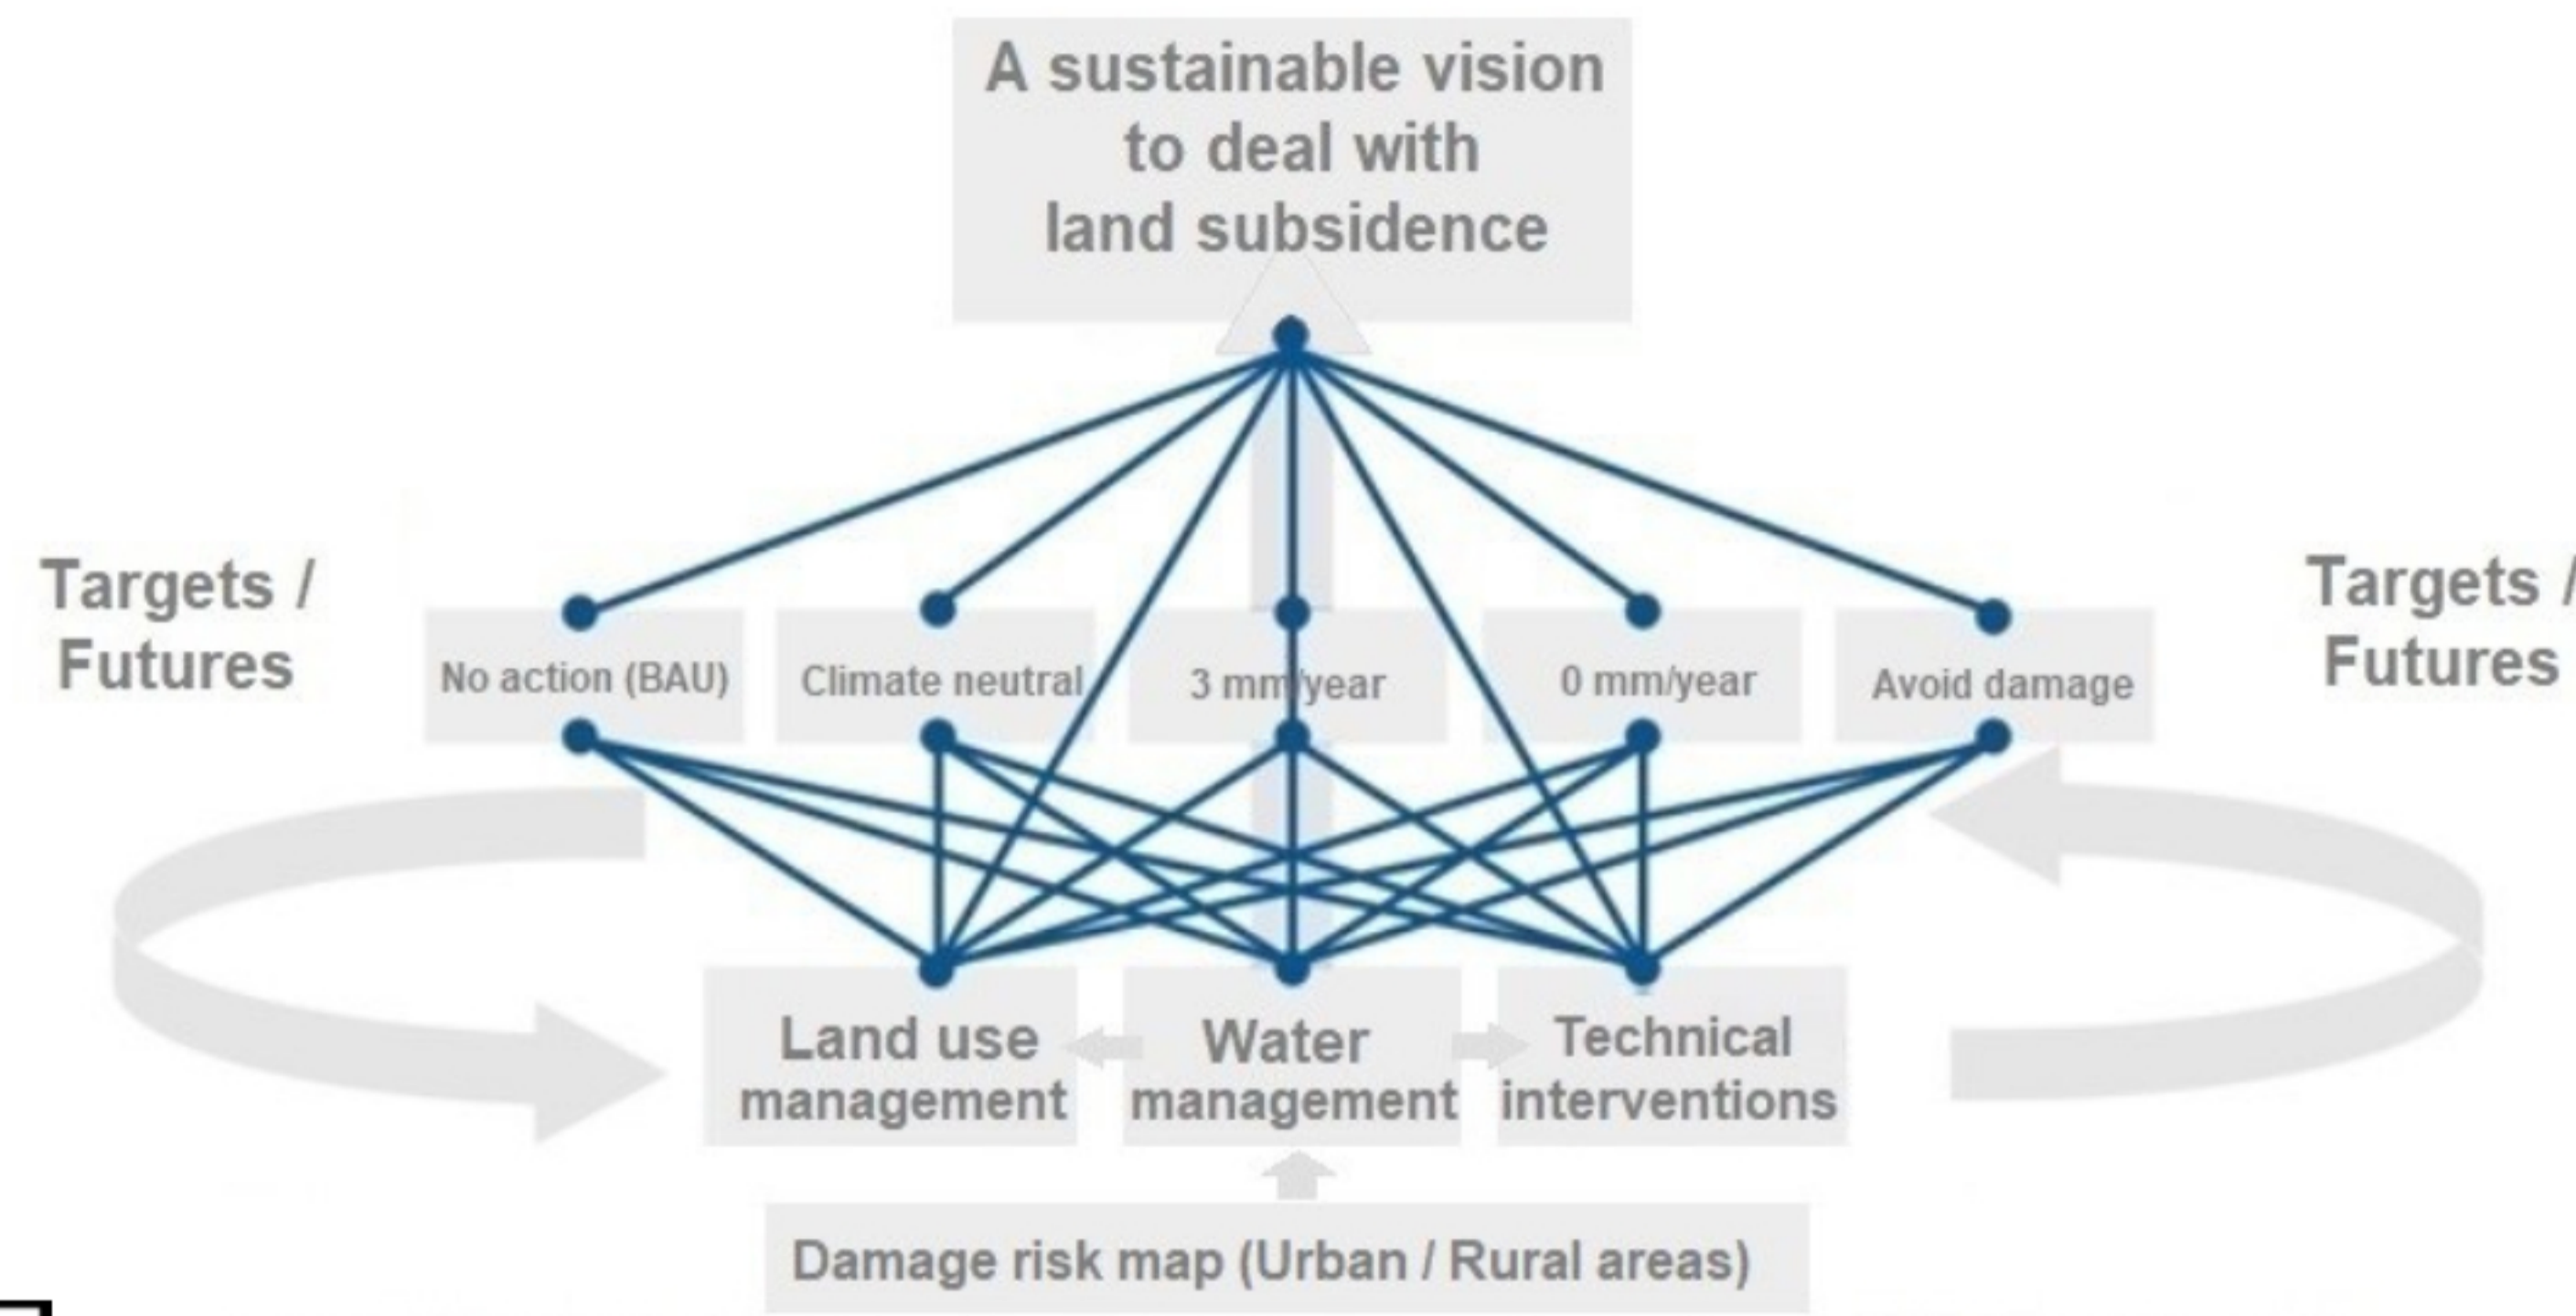 A sustainable vision
to deal with
land subsidence
Targets /
Futures
No action (BAU)
Climate neutral
3 mm/year
0 mm/year
Avoid damage
Targets /
Futures
Land use
management
Water
management
Technical
interventions
Damage risk map (Urban / Rural areas)